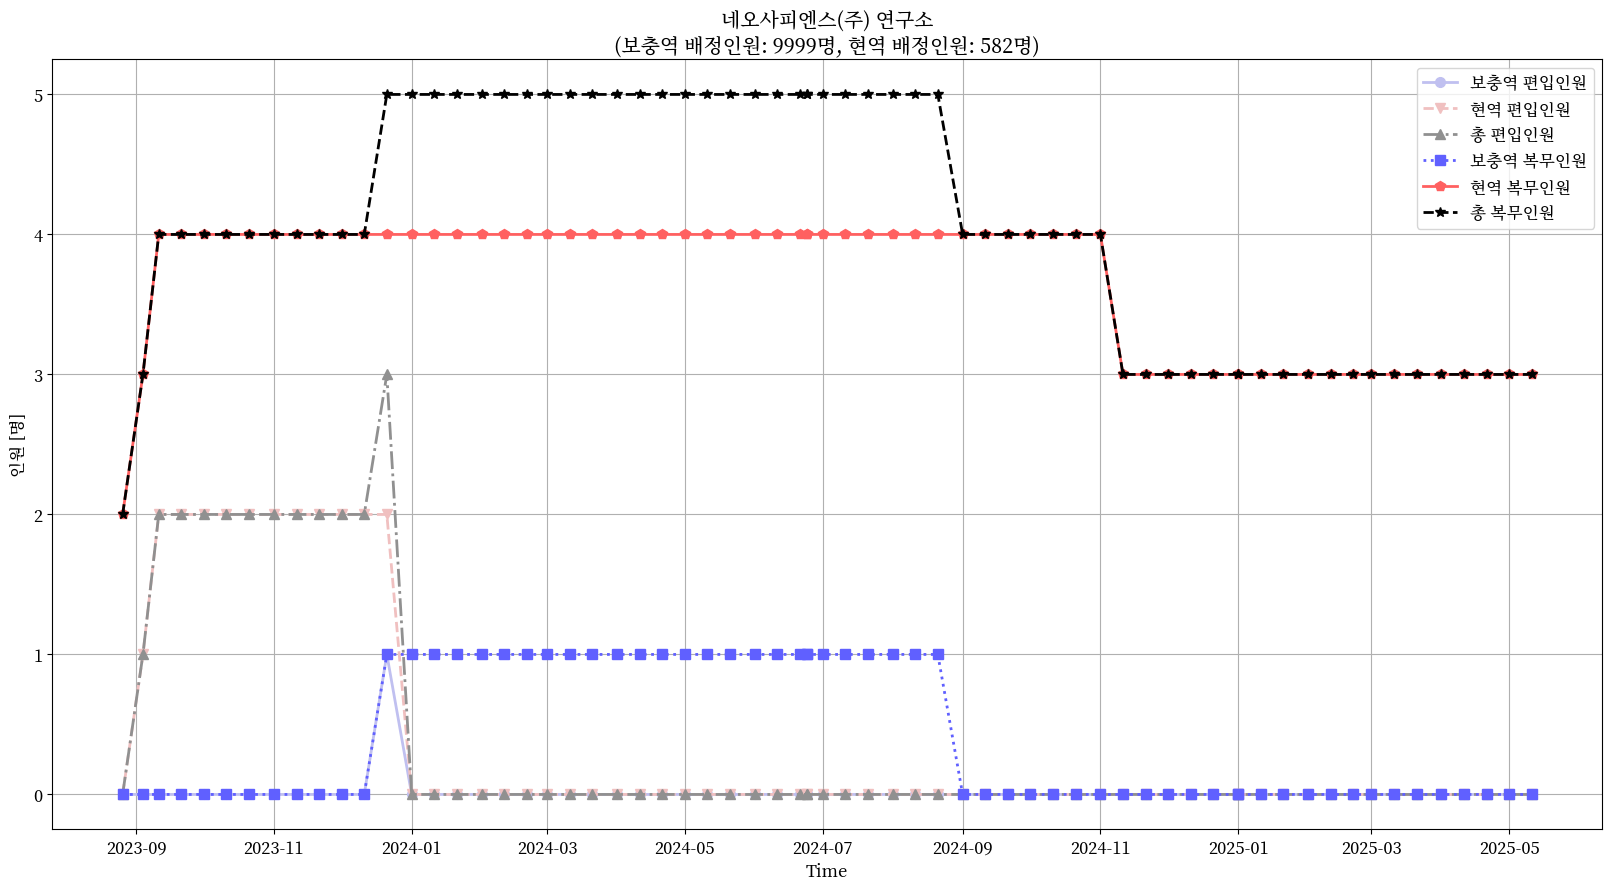 네오사피엔스(주) 연구소
(보충역 배정인원: 9999명, 현역 배정인원: 582명)
보충역 편입인원
현역 편입인원
총 편입인원
보충역 복무인원
현역 복무인원
총 복무인원
인원 [명]
5
4
3
2
1
0
2023-09
2023-11
2024-01
2024-03
2024-05
2024-07
2024-09
2024-11
2025-01
2025-03
2025-05
Time